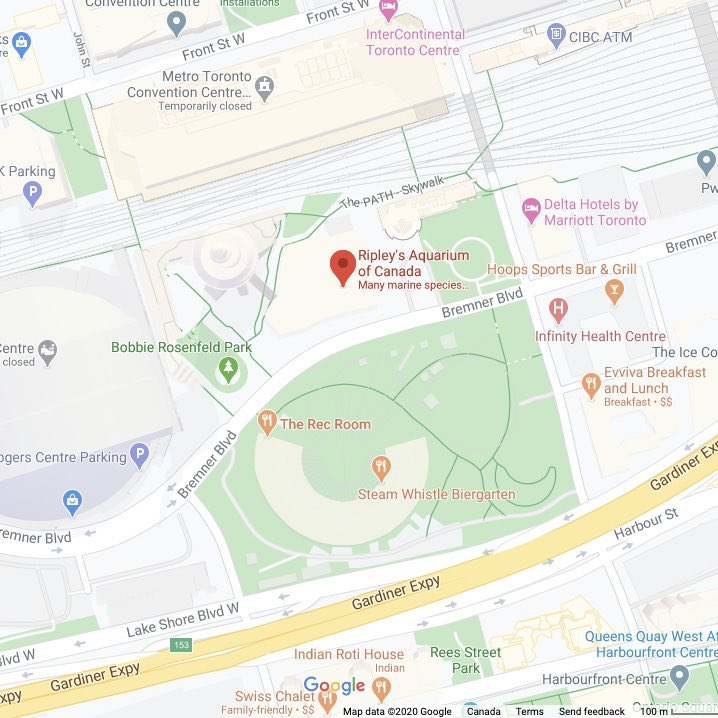 Convention Centre
Installations
Front St W
InterContinental
Toronto Centre
John St
Front St W
CIBC ATM
Metro Toronto
Convention Centre...
Temporarily closed
Front St W
K Parking
The PATH - Skywalk
Delta Hotels by
Marriott Toronto
Bremner
Ripley's Aquarium
of Canada
Many marine species...
Hoops Sports Bar & Grill
Bremner Blvd
Infinity Health Centre
Bobbie Rosenfeld Park
Centre
closed
The Ice Co
Evviva Breakfast
and Lunch
Breakfast • $$
The Rec Room
Bremner Blvd
ogers Centre Parking
Steam Whistle Biergarten
Gardiner Exp
Harbour St
remner Blvd
Gardiner Expy
Lake Shore Blvd W
153
Blvd W
Gardiner Expy
Expy
Indian Roti House
Indian
Rees Street
Park
Queens Quay West At
Harbourfront Centre
Harbourfront Centre
Swiss Chalet
Family-friendly • $$
Google
Map data ©2020 Google
Canada
Terms
Send feedback
100 m